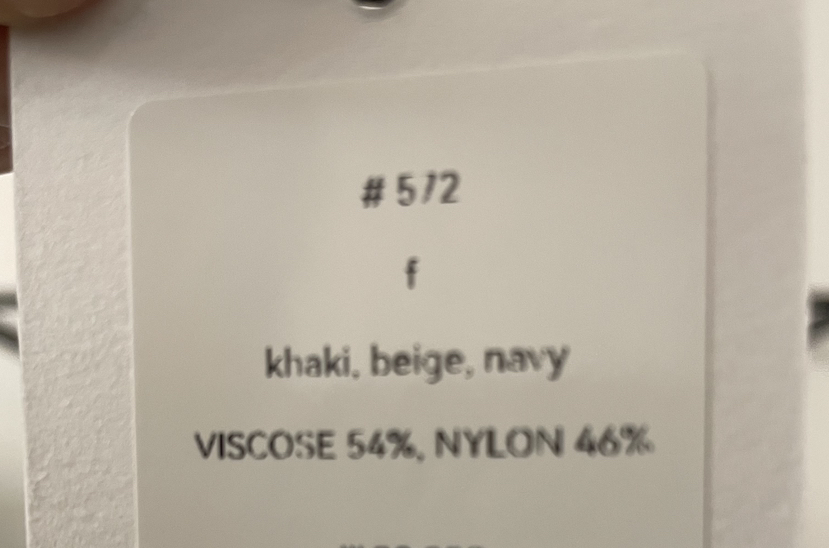 # 572
f
khaki, beige, navy
VISCOSE 54%, NYLON 46%